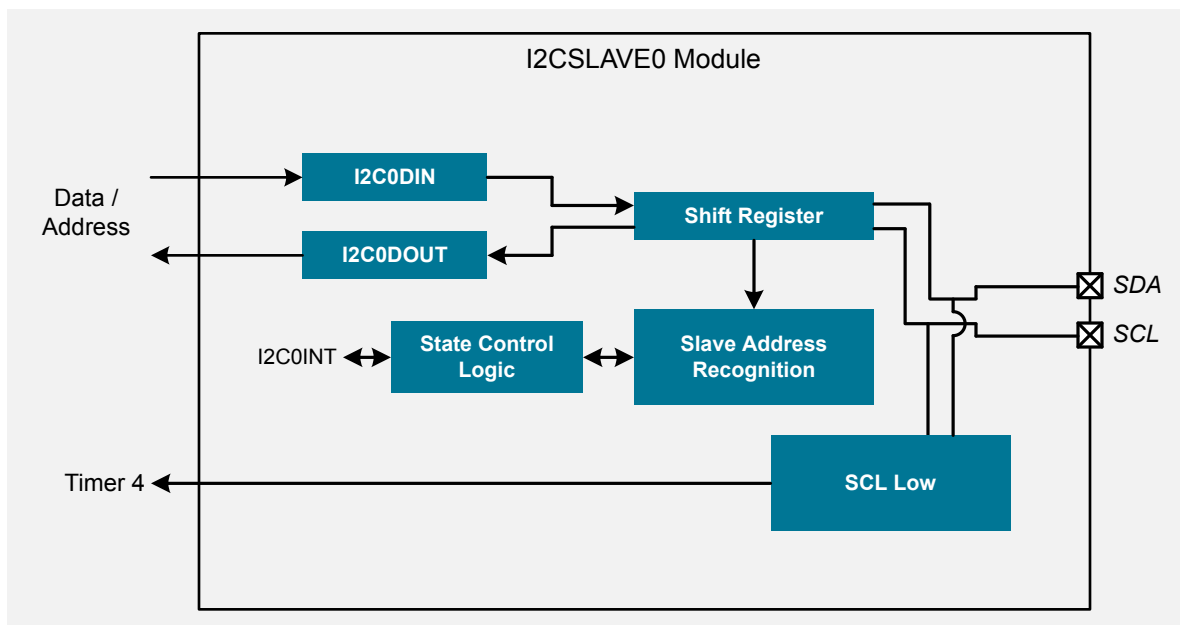 I2CSLAVE0 Module
I2C0DIN
Data /
Address
Shift Register
I2C0DOUT
SDA
SCL
I2C0INT
State Control
Logic
Slave Address
Recognition
Timer 4
SCL Low